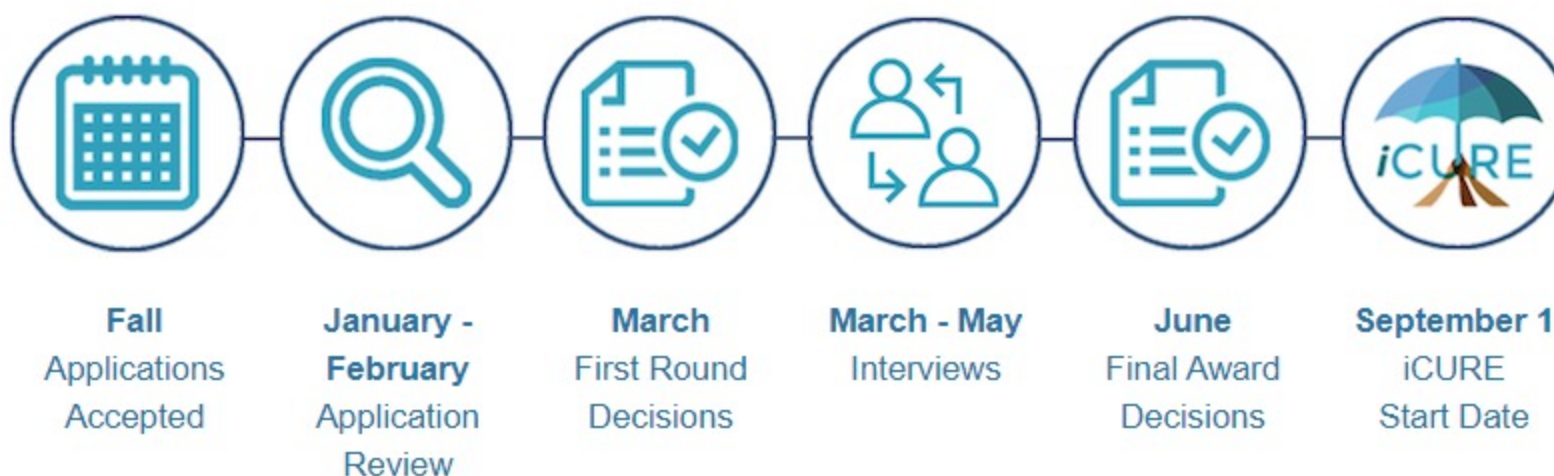 iCURE
Fall
Applications
Accepted
January -
February
Application
Review
March
First Round
Decisions
March - May
Interviews
June
Final Award
Decisions
September 1
iCURE
Start Date